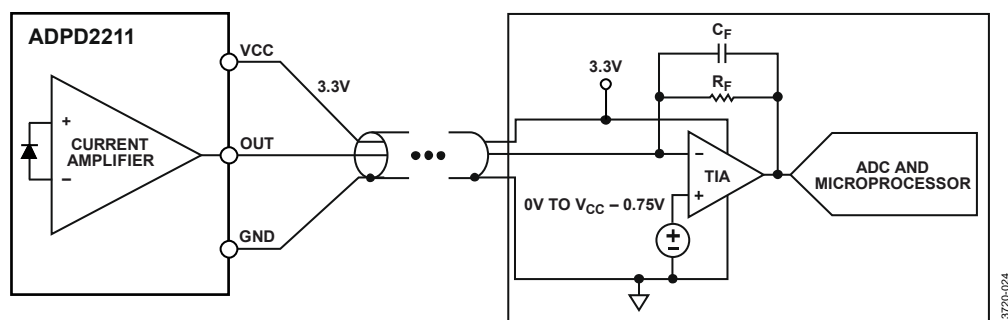 ADPD2211
VCC
3.3V
CURRENT
AMPLIFIER
OUT
GND
3.3V
CF
RF
TIA
0V TO VCC – 0.75V
ADC AND
MICROPROCESSOR
+
−
−
+
+
−
3720-024